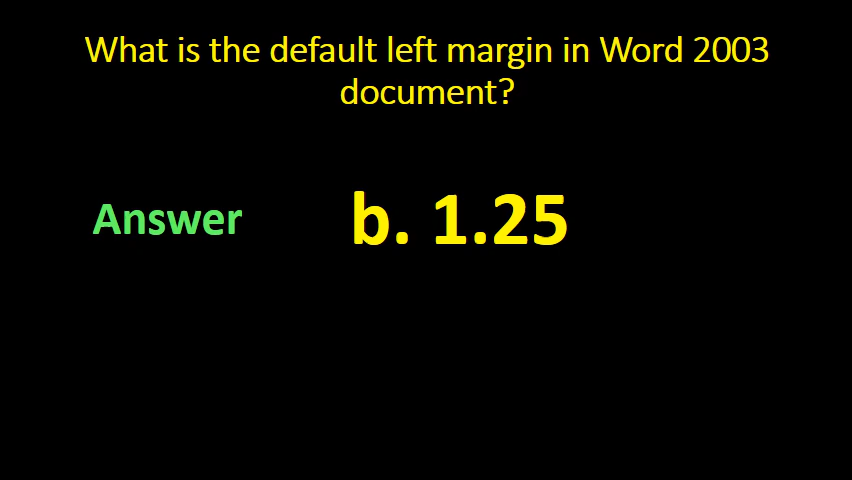 What is the default left margin in Word 2003
document?
Answer
b. 1.25